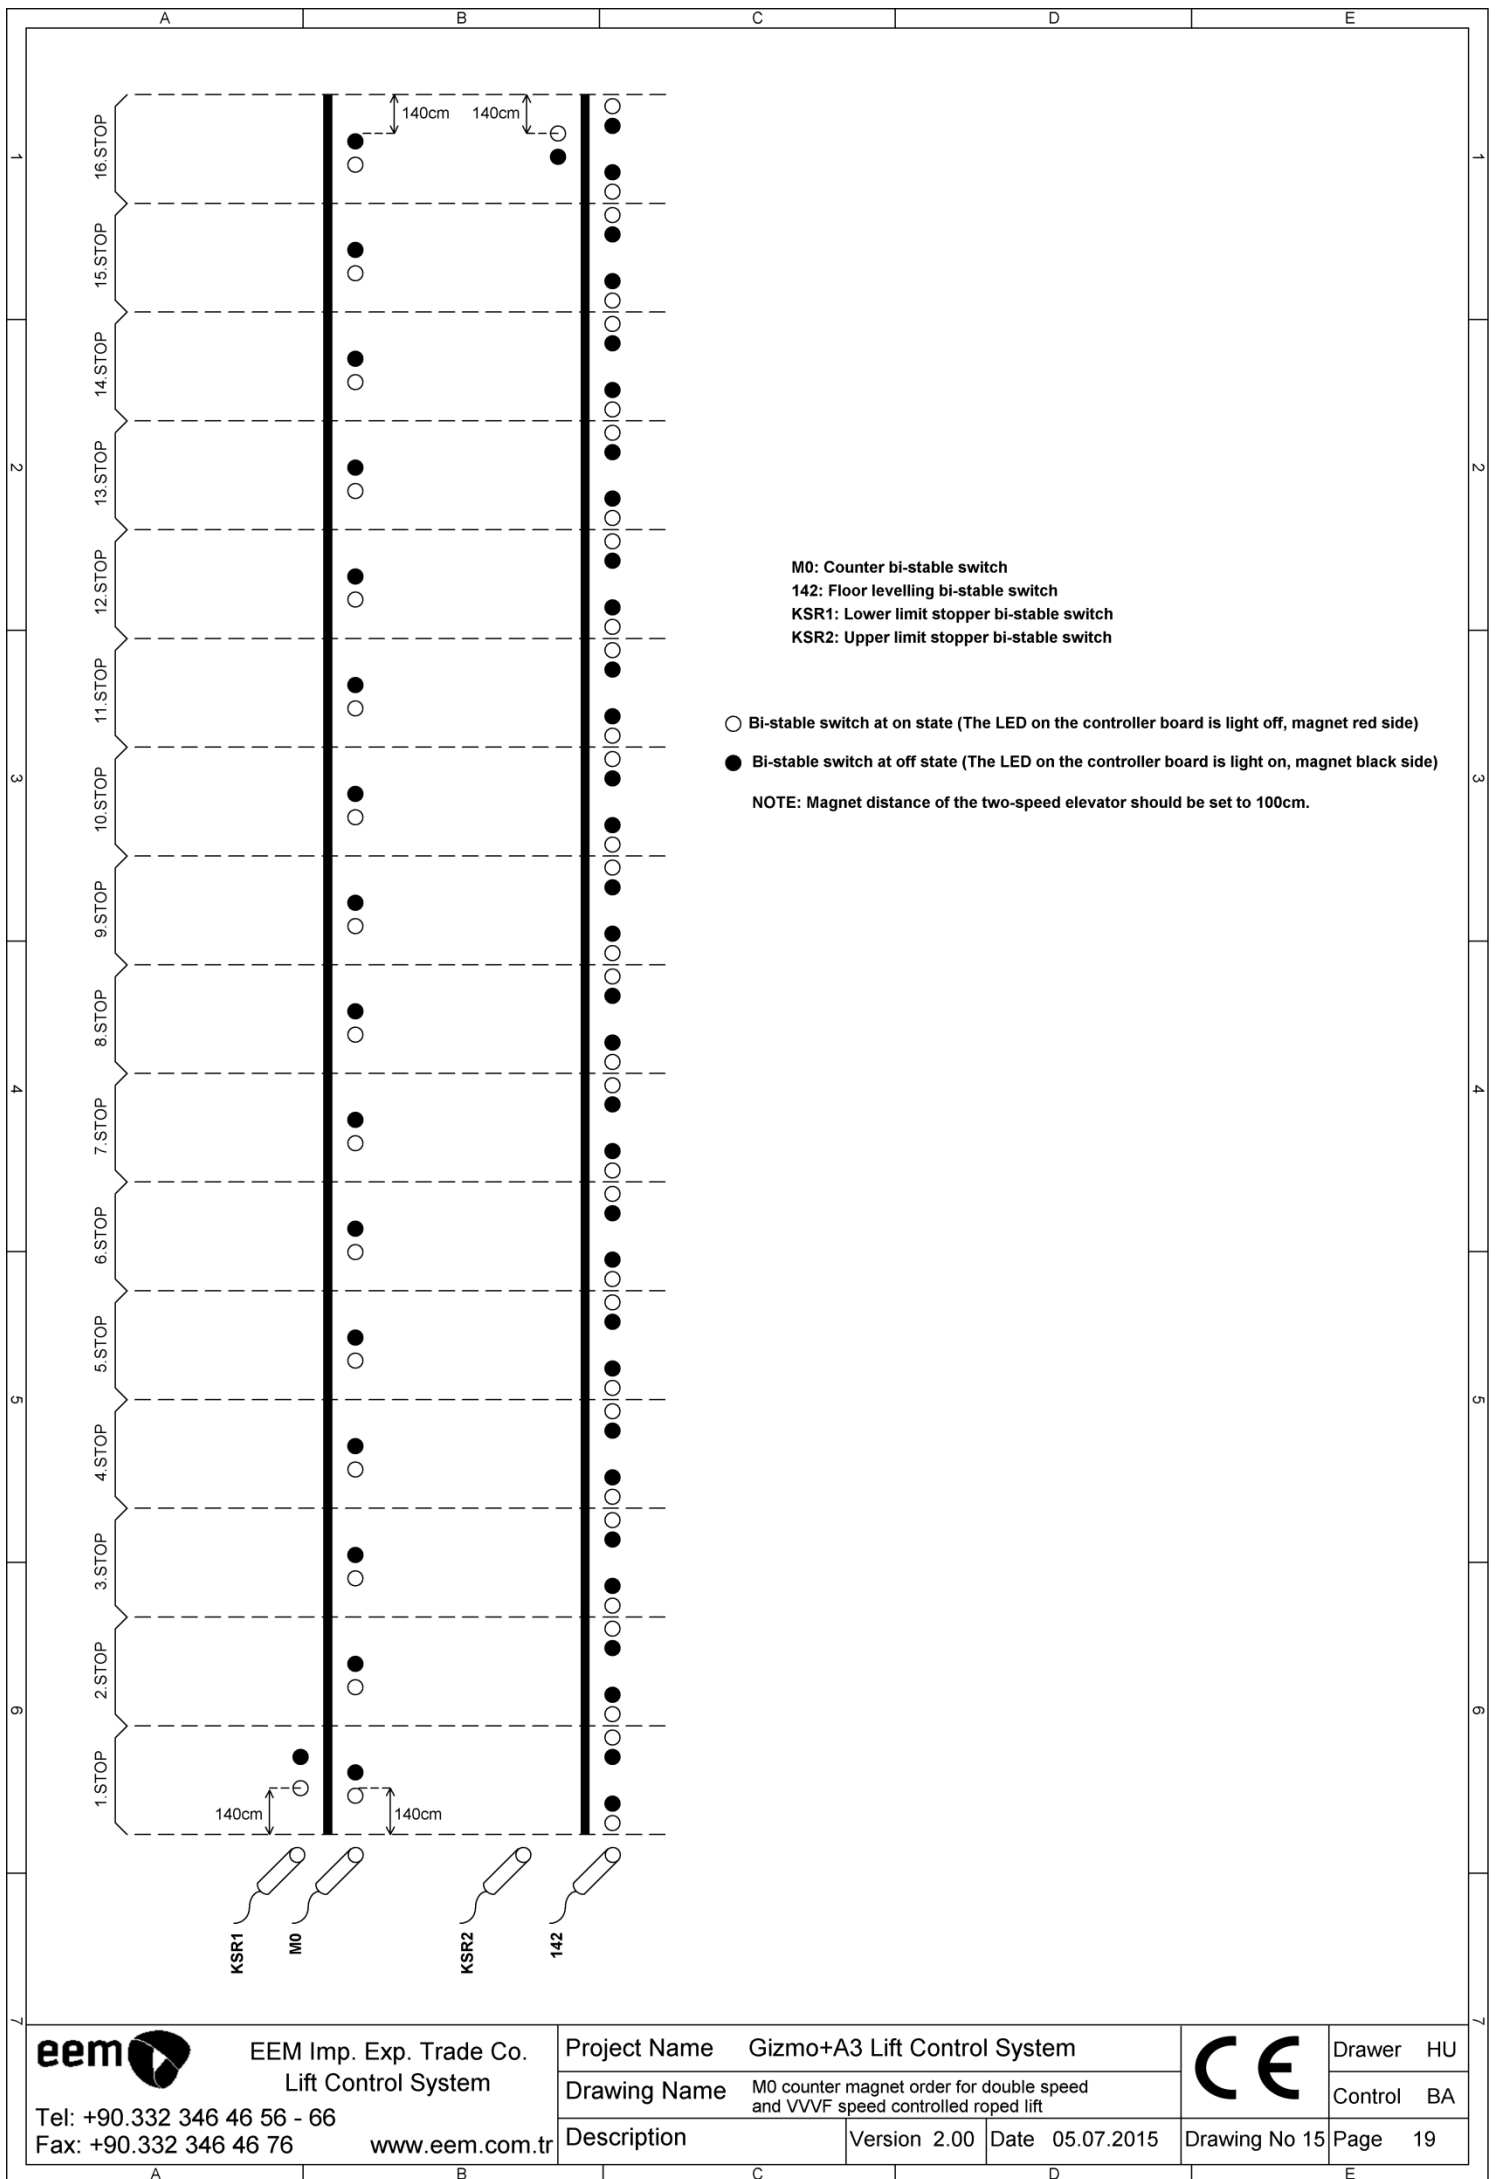 A B C D E
140cm 140cm
16.STOP
1 1
15.STOP
14.STOP
13.STOP
2 2
12.STOP
M0: Counter bi-stable switch
142: Floor levelling bi-stable switch
KSR1: Lower limit stopper bi-stable switch
KSR2: Upper limit stopper bi-stable switch
11.STOP
Bi-stable switch at on state (The LED on the controller board is light off, magnet red side)
Bi-stable switch at off state (The LED on the controller board is light on, magnet black side)
NOTE: Magnet distance of the two-speed elevator should be set to 100cm.
10.STOP
3 3
9.STOP
8.STOP
4 4
7.STOP
6.STOP
5.STOP
5 5
4.STOP
3.STOP
2.STOP
6 6
1.STOP
140cm 140cm
KSR1 M0 KSR2 142
7 7
eem
EEM Imp. Exp. Trade Co.
Lift Control System
Tel: +90.332 346 46 56 - 66
Fax: +90.332 346 46 76 www.eem.com.tr
Project Name Gizmo+A3 Lift Control System
Drawing Name M0 counter magnet order for double speed
and VVVF speed controlled roped lift
Description Version 2.00 Date 05.07.2015
CE
Drawing No 15
Drawer HU
Control BA
Page 19
A B C D E